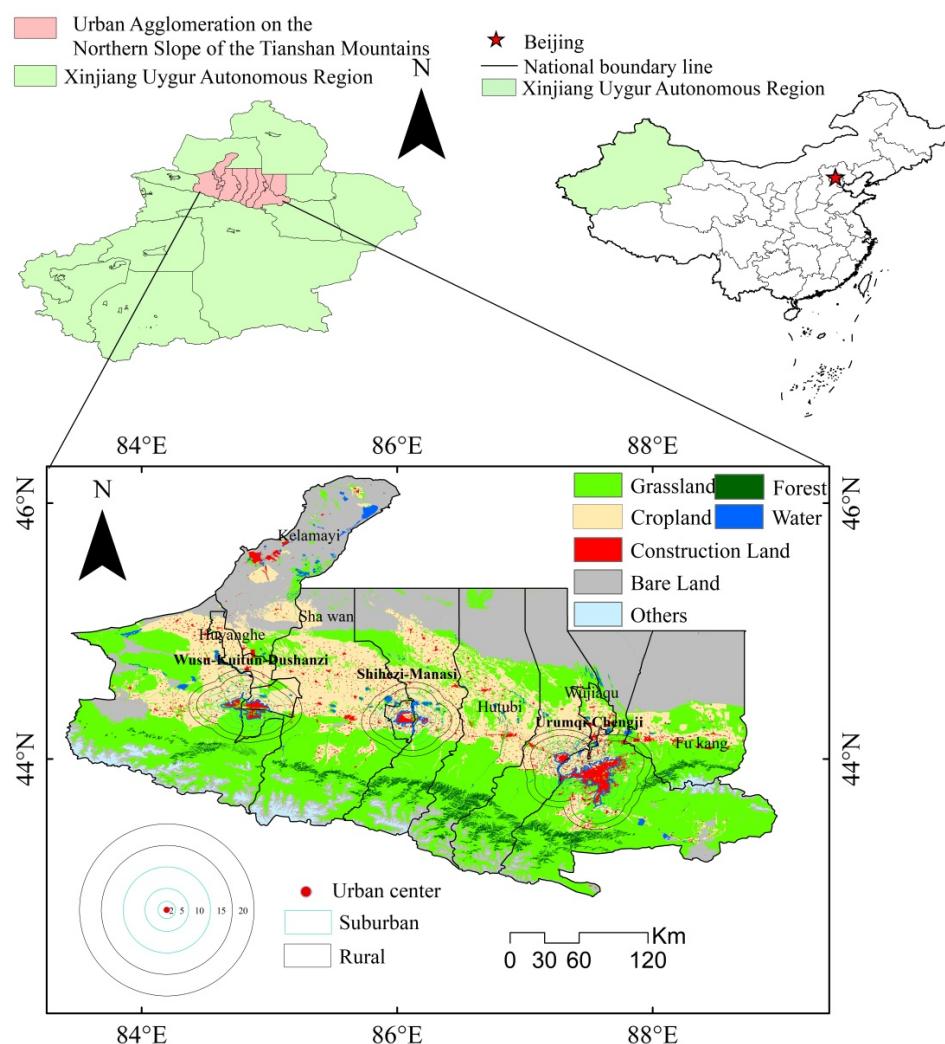 Urban Agglomeration on the
Northern Slope of the Tianshan Mountains
Xinjiang Uygur Autonomous Region
N
Beijing
National boundary line
Xinjiang Uygur Autonomous Region
84°E
86°E
88°E
46°N
44°N
N
Grassland
Forest
Cropland
Water
Construction Land
Bare Land
Others
Kelamayi
Sha wan
Huyanghe
Wusu-Kuitun-Dushanzi
Shihezi-Manasi
Hutubi
Wujiaqu
Urumqi-Chengji
Fu kang
46°N
44°N
2 5 10 15 20
Urban center
Suburban
Rural
Km
0 30 60 120
84°E
86°E
88°E